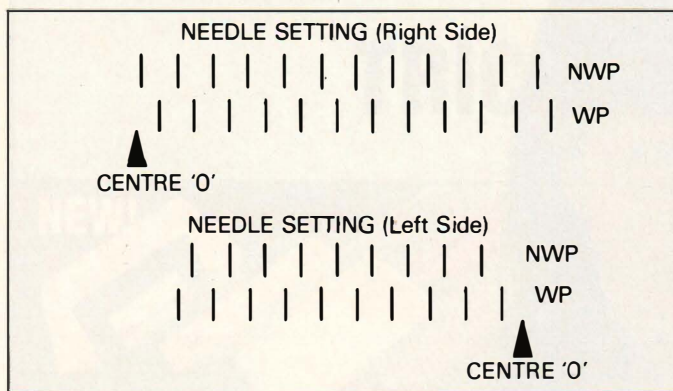 NEEDLE SETTING (Right Side)
NWP
WP
CENTRE '0'
NEEDLE SETTING (Left Side)
NWP
WP
CENTRE '0'